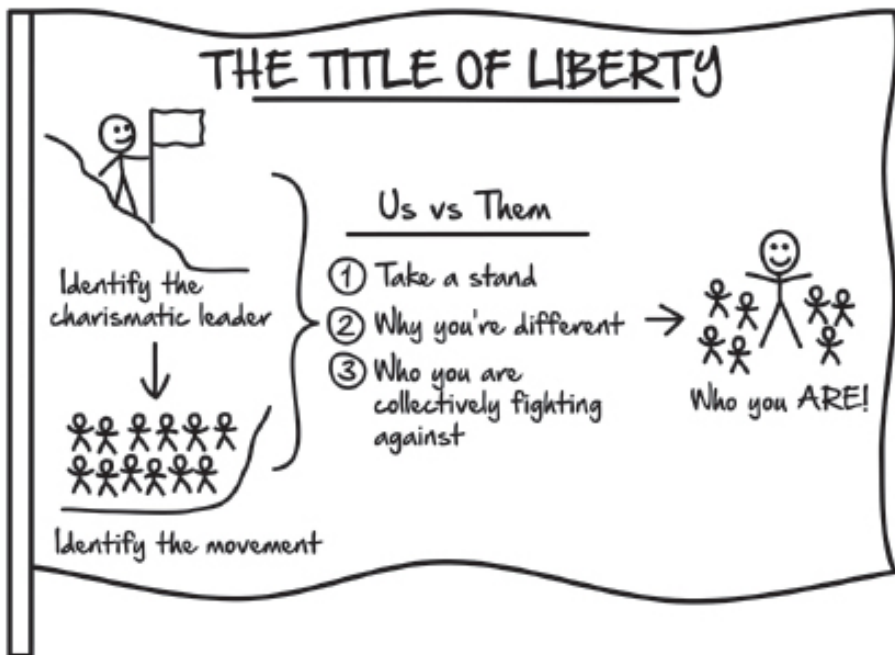 THE TITLE OF LIBERTY
Identify the
charismatic leader
Identify the movement
Us vs Them
1 Take a stand
2 Why you're different
3 Who you are
collectively fighting
against
Who you ARE!